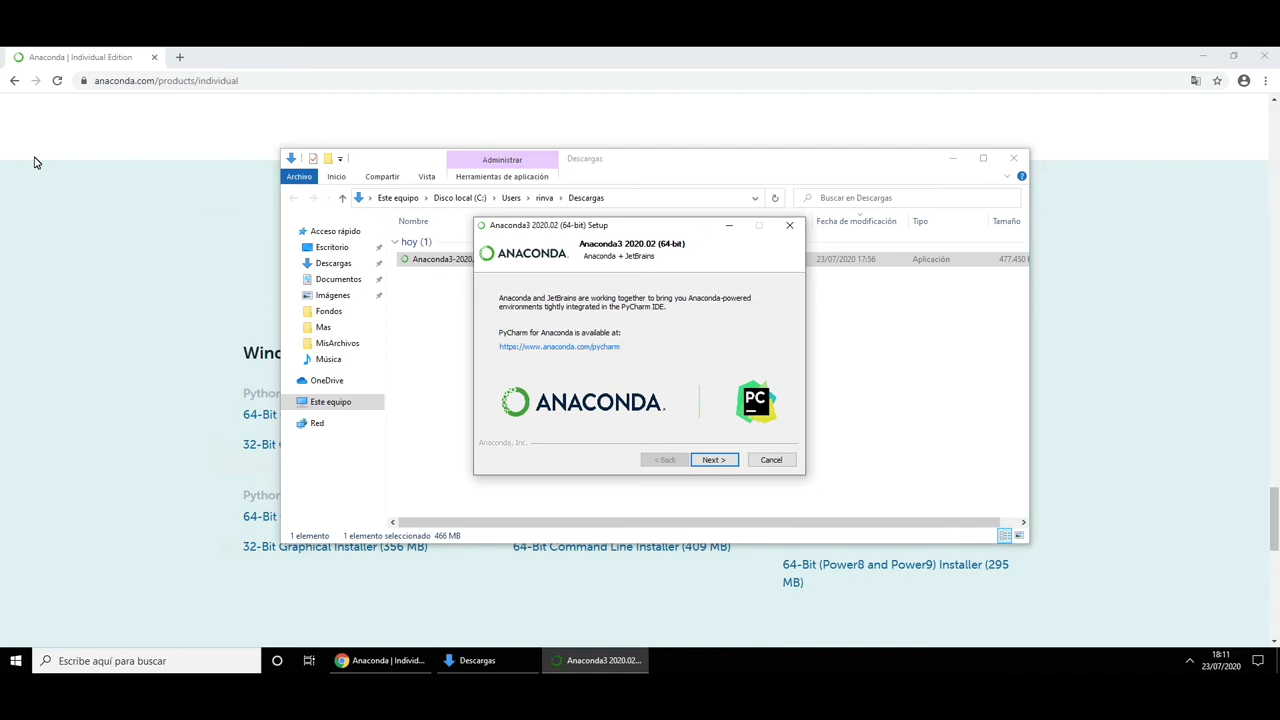 Anaconda | Individual Edition
anaconda.com/products/individual
Administrar
Descargas
Archivo
Inicio
Compartir
Vista
Herramientas de aplicación
Este equipo
Disco local (C:)
Users
rinva
Descargas
Buscar en Descargas
Nombre
Fecha de modificación
Tipo
Tamaño
Acceso rápido
Escritorio
Descargas
Documentos
Imágenes
Fondos
Mas
MisArchivos
Música
OneDrive
Este equipo
Red
hoy (1)
Anaconda3-2020.
23/07/2020 17:56
Aplicación
477.450 k
Anaconda3 2020.02 (64-bit) Setup
ANACONDA.
Anaconda3 2020.02 (64-bit)
Anaconda + JetBrains
Anaconda and JetBrains are working together to bring you Anaconda-powered
environments tightly integrated in the PyCharm IDE.
PyCharm for Anaconda is available at:
https://www.anaconda.com/pycharm
ANACONDA.
PC
Anaconda, Inc.
< Back
Next >
Cancel
1 elemento
1 elemento seleccionado 466 MB
Wind
Python
64-Bit
32-Bit G
Python
64-Bit
32-Bit Graphical Installer (356 MB)
64-Bit Command Line Installer (409 MB)
64-Bit (Power8 and Power9) Installer (295
MB)
Escribe aquí para buscar
Anaconda | Individ...
Descargas
Anaconda3 2020.02...
18:11
23/07/2020